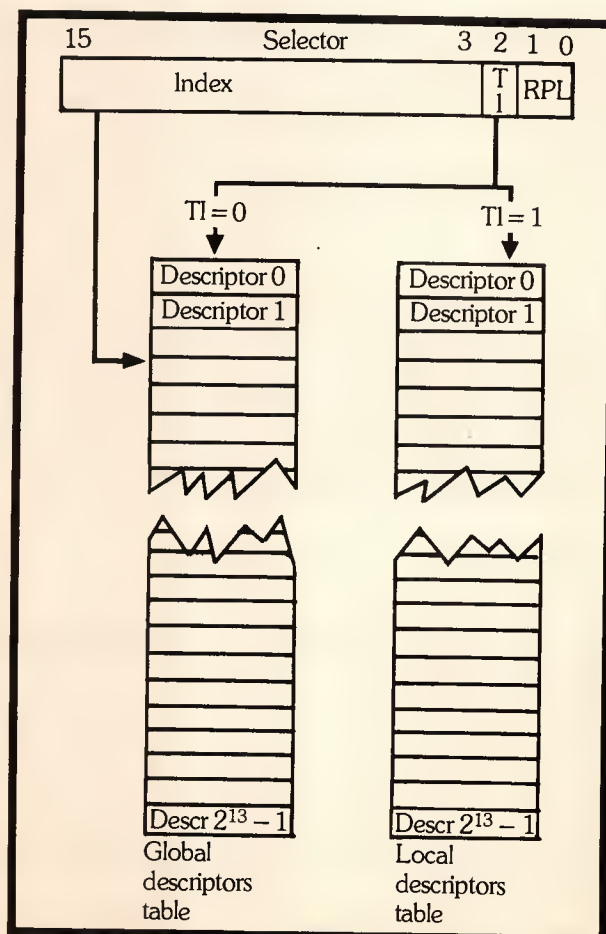 15 Selector 3 2 1 0
Index T RPL
I
TI = 0 TI = 1
Descriptor 0 Descriptor 0
Descriptor 1 Descriptor 1
Descr 2¹³ – 1 Descr 2¹³ – 1
Global Local
descriptors descriptors
table table